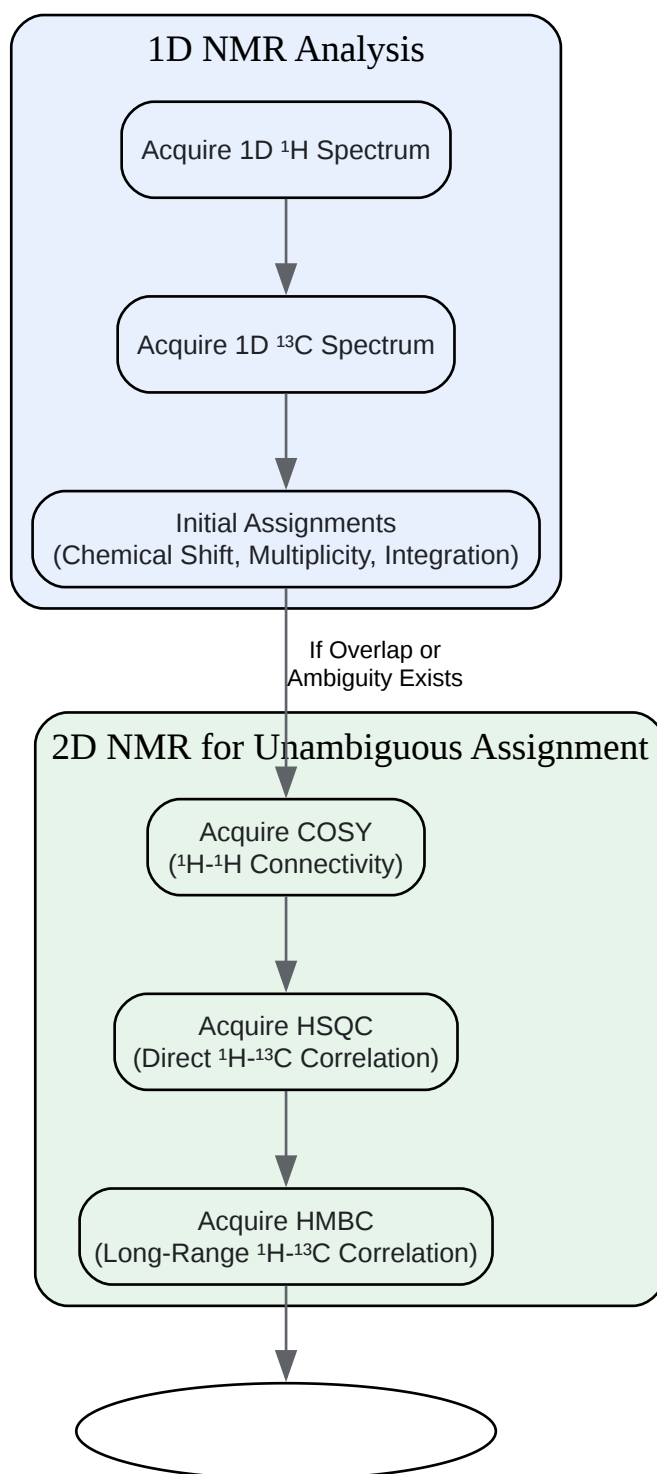 1D NMR Analysis
Acquire 1D ¹H Spectrum
Acquire 1D ¹³C Spectrum
Initial Assignments
(Chemical Shift, Multiplicity, Integration)
If Overlap or
Ambiguity Exists
2D NMR for Unambiguous Assignment
Acquire COSY
(¹H-¹H Connectivity)
Acquire HSQC
(Direct ¹H-¹³C Correlation)
Acquire HMBC
(Long-Range ¹H-¹³C Correlation)